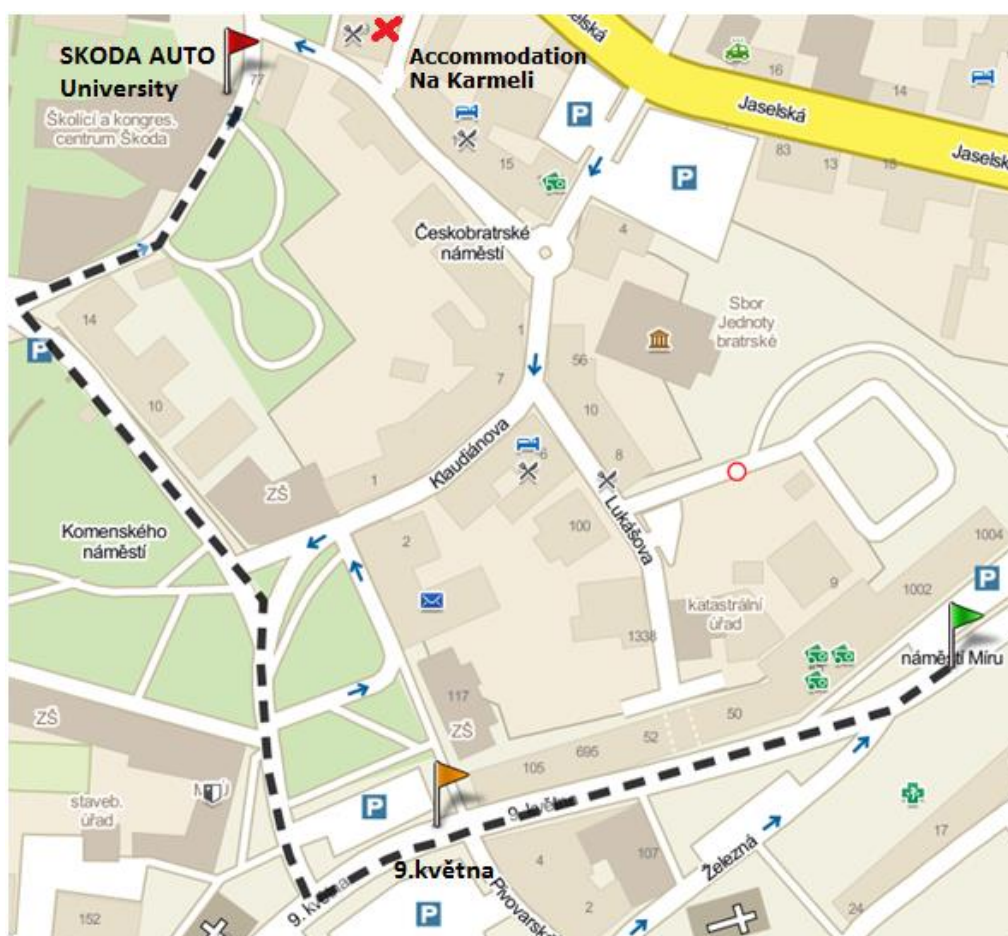 SKODA AUTO
University
77
Školicí a kongres.
centrum Škoda
Accommodation
Na Karmeli
Jaselská
Jaselská
16
14
83
13
15
P
P
4
Českobratrské
náměstí
Sbor
Jednoty
bratrské
14
P
10
1
7
56
10
8
6
Klaudiánova
1
ZŠ
Komenského
náměstí
2
100
Lukášova
1004
P
1002
9
katastrální
úřad
1338
náměstí Míru
117
ZŠ
ZŠ
50
52
695
105
staveb.
úřad
P
9. května
9.května
4
107
Železná
17
Pivovarská
2
24
152
9. května
P